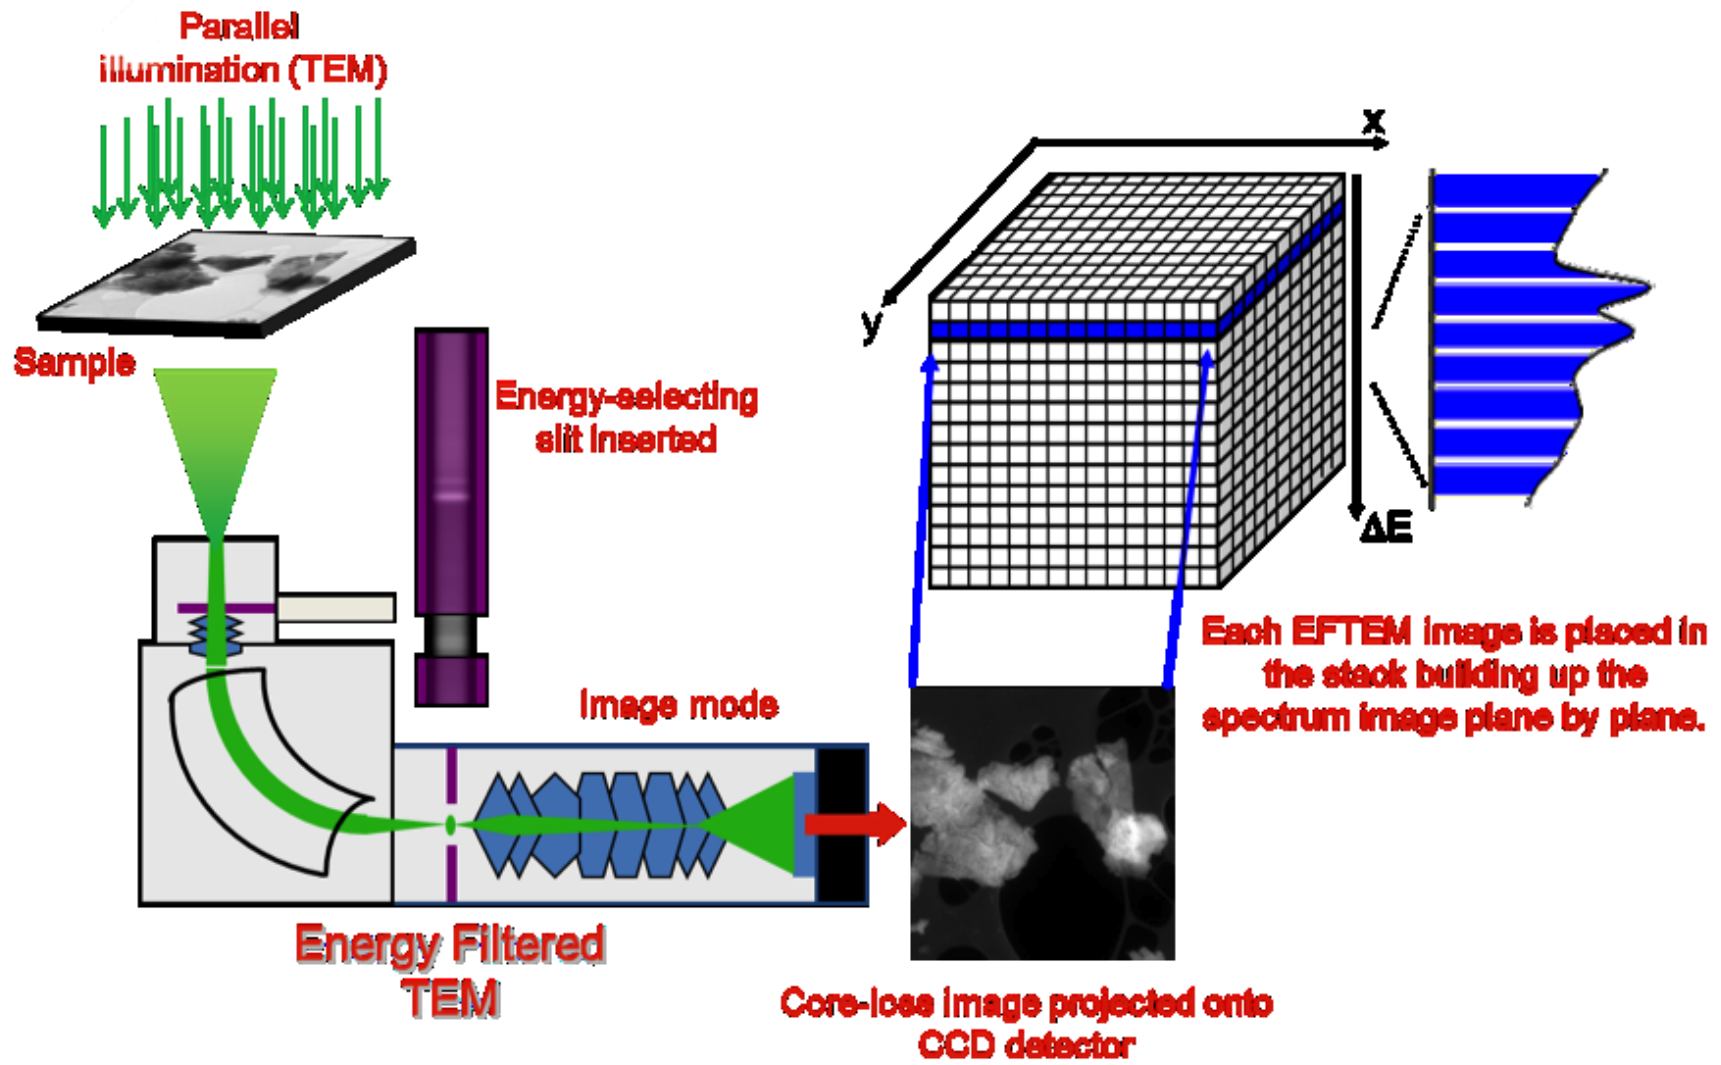 Parallel
illumination (TEM)
Sample
Energy-selecting
slit inserted
Image mode
Energy Filtered
TEM
x
y
ΔE
Each EFTEM image is placed in
the stack building up the
spectrum image plane by plane.
Core-loss image projected onto
CCD detector